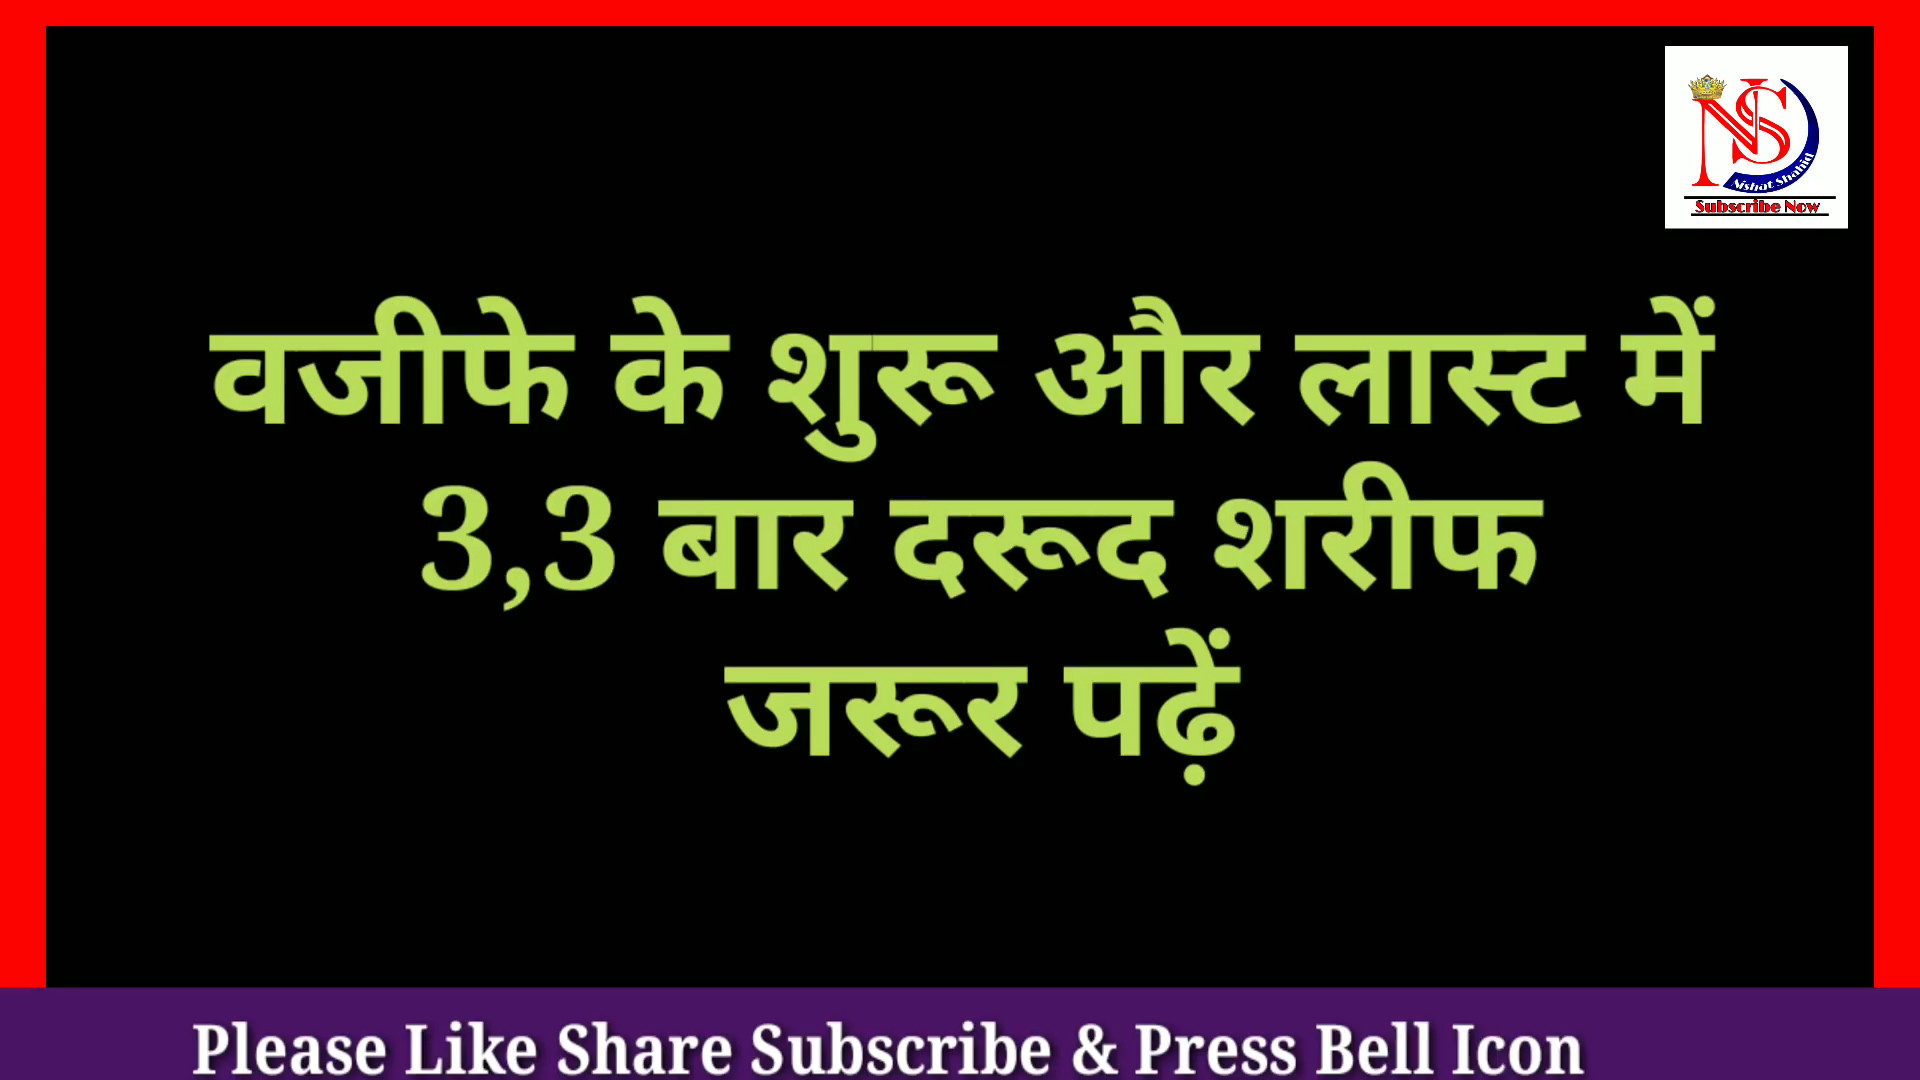 NS
Nishat Shahid
Subscribe Now
वजीफे के शुरू और लास्ट में
3,3 बार दरूद शरीफ
जरूर पढ़ें
Please Like Share Subscribe & Press Bell Icon